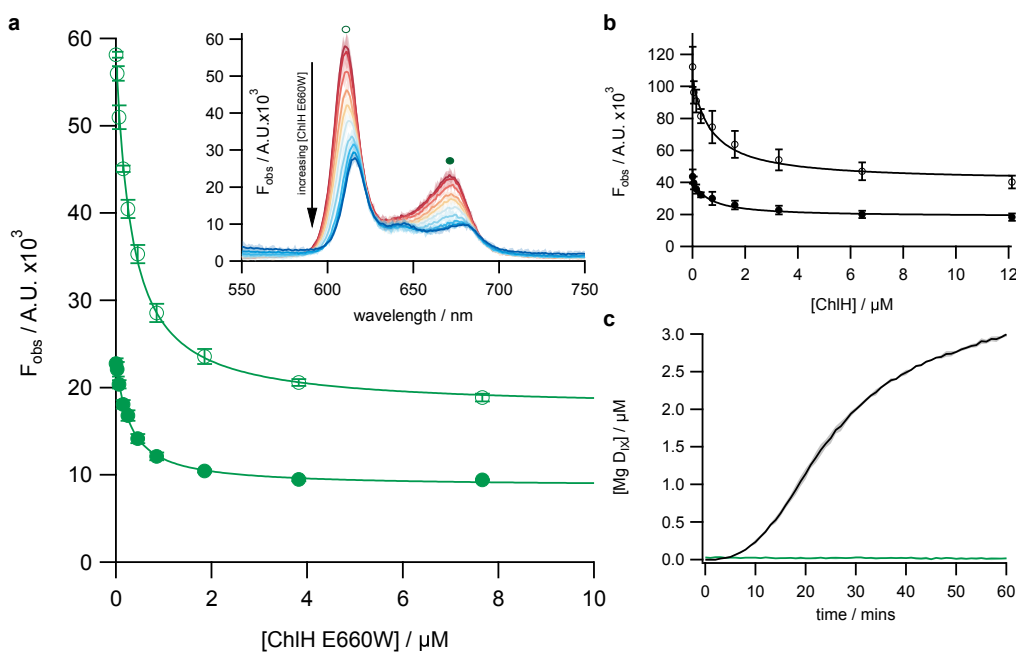 a
60
50
40
30
20
10
0
F_obs / A.U. x10^3
0 2 4 6 8 10
[ChlH E660W] / µM
60
50
40
30
20
10
0
F_obs / A.U.x10^3
increasing [ChlH E660W]
550 600 650 700 750
wavelength / nm
b
120
100
80
60
40
20
0
F_obs / A.U. x10^3
0 2 4 6 8 10 12
[ChlH] / µM
c
3.0
2.5
2.0
1.5
1.0
0.5
0.0
[Mg D_IX] / µM
0 10 20 30 40 50 60
time / mins